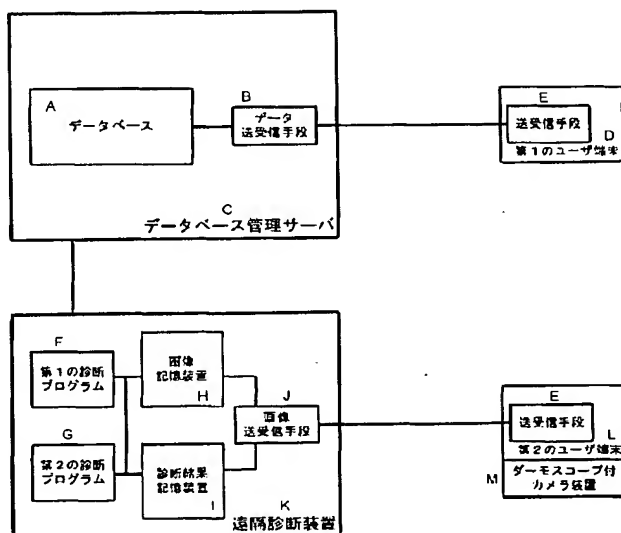 A
データベース
B
データ
送受信手段
C
データベース管理サーバ
E
送受信手段
D
第1のユーザ端末
F
第1の診断
プログラム
G
第2の診断
プログラム
画像
記憶装置
H
診断結果
記憶装置
I
J
画像
送受信手段
K
遠隔診断装置
E
送受信手段
L
第2のユーザ端末
M
ダーモスコープ付
カメラ装置